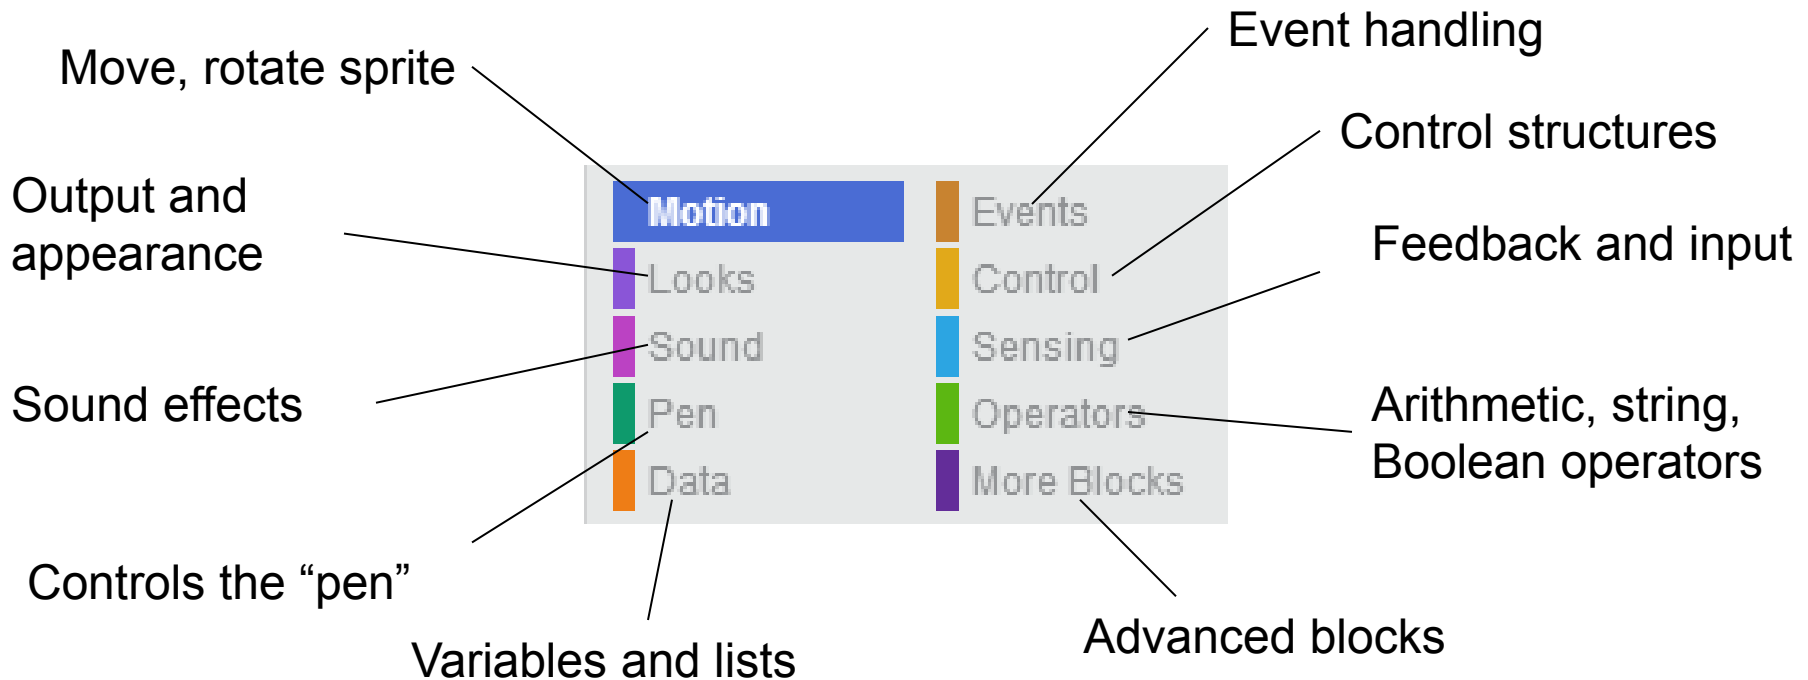 Event handling
Move, rotate sprite
Control structures
Output and
appearance
Motion
Events
Feedback and input
Looks
Control
Sound
Sensing
Sound effects
Pen
Operators
Arithmetic, string,
Boolean operators
Data
More Blocks
Controls the “pen”
Variables and lists
Advanced blocks